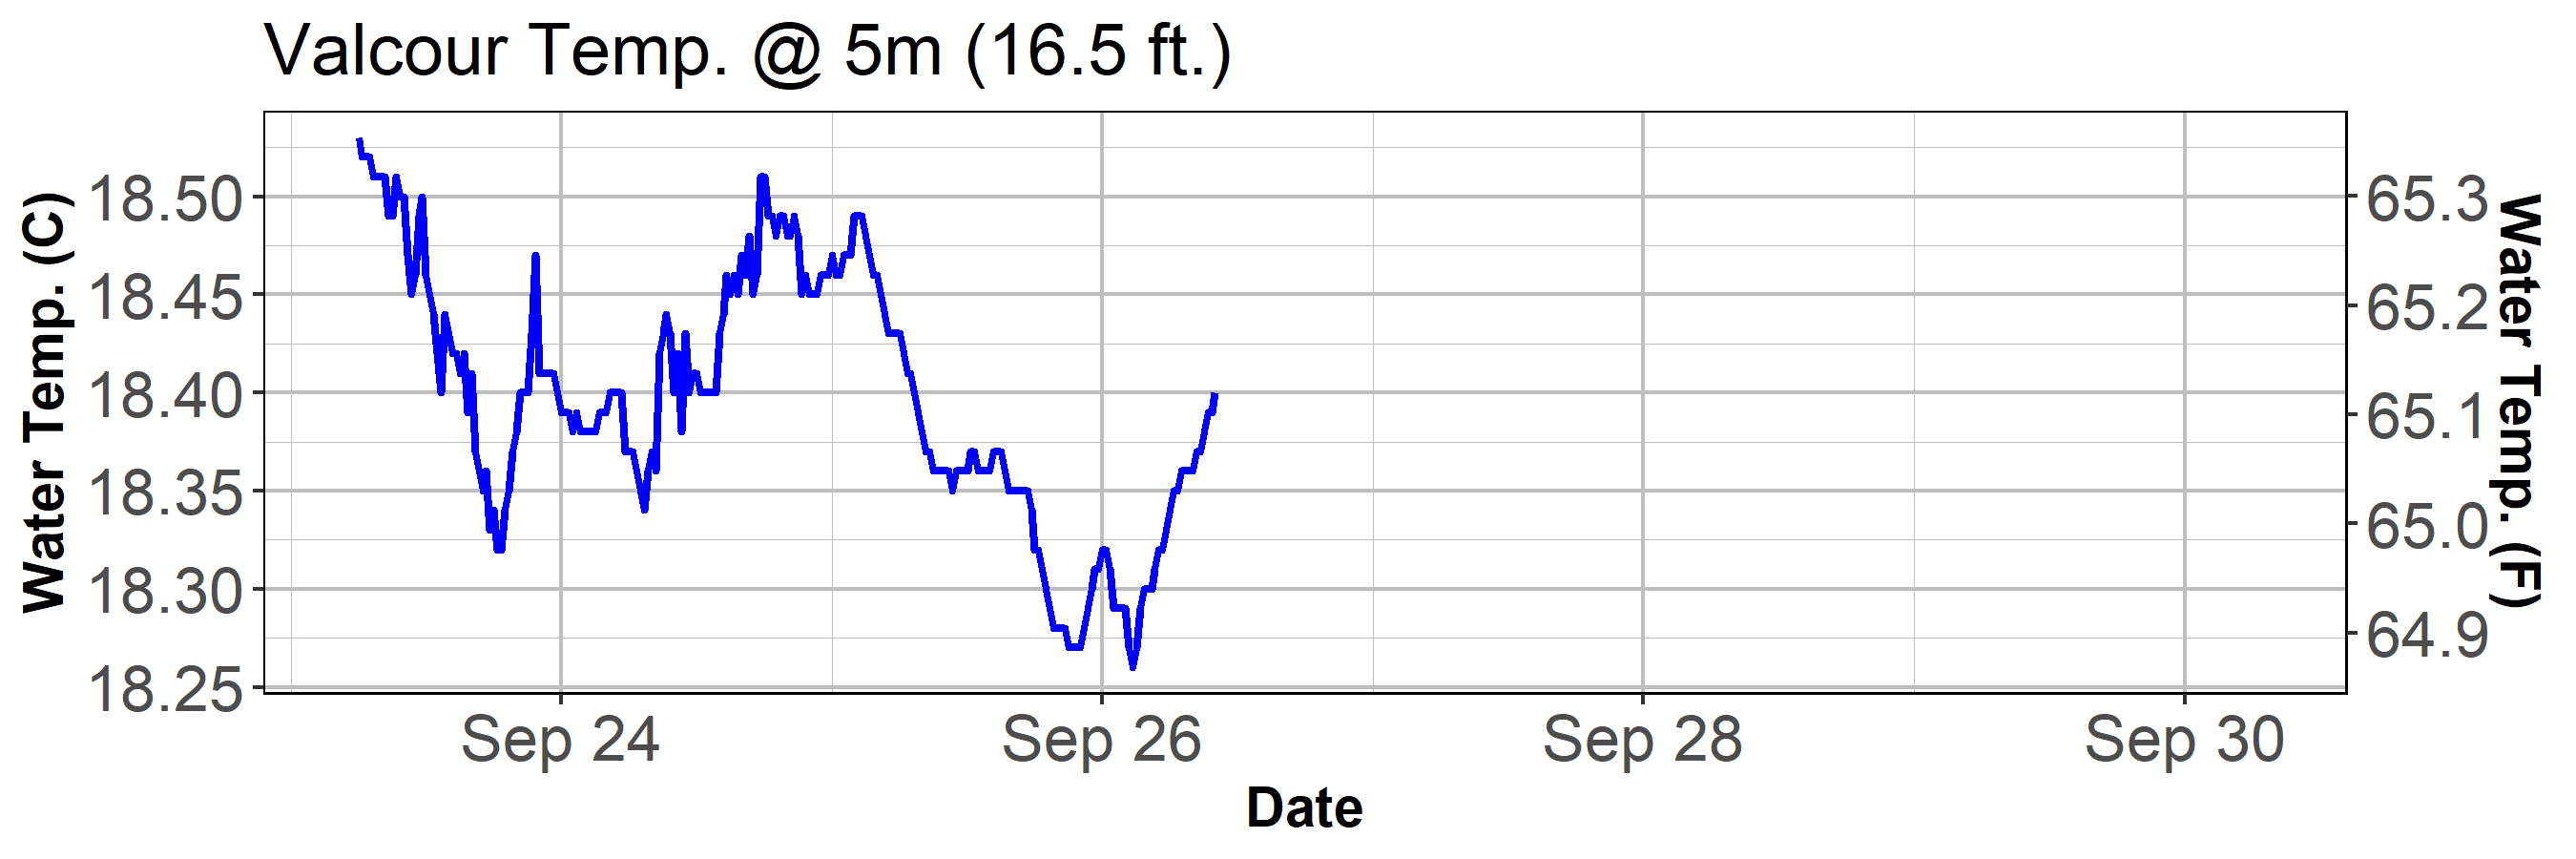 Valcour Temp. @ 5m (16.5 ft.)
Water Temp. (C)
18.50
18.45
18.40
18.35
18.30
18.25
65.3
65.2
65.1
65.0
64.9
Water Temp. (F)
Sep 24
Sep 26
Sep 28
Sep 30
Date